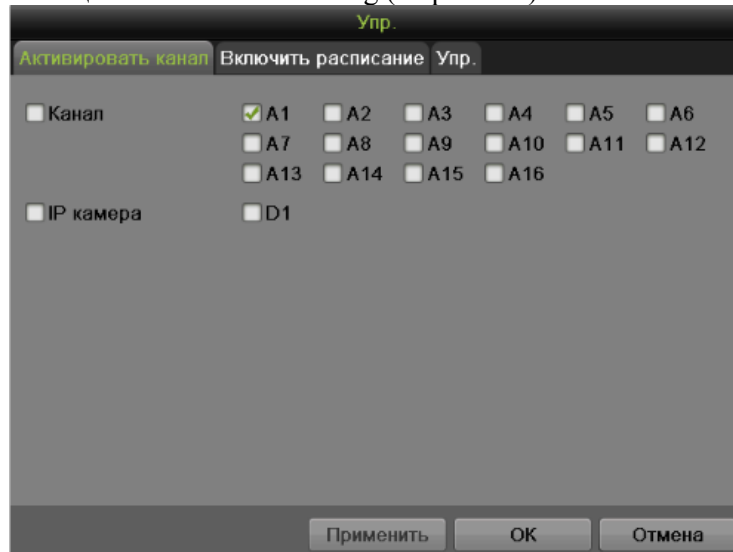 Упр.
Активировать канал Включить расписание Упр.
Канал A1 A2 A3 A4 A5 A6
A7 A8 A9 A10 A11 A12
A13 A14 A15 A16
IP камера D1
Применить OK Отмена